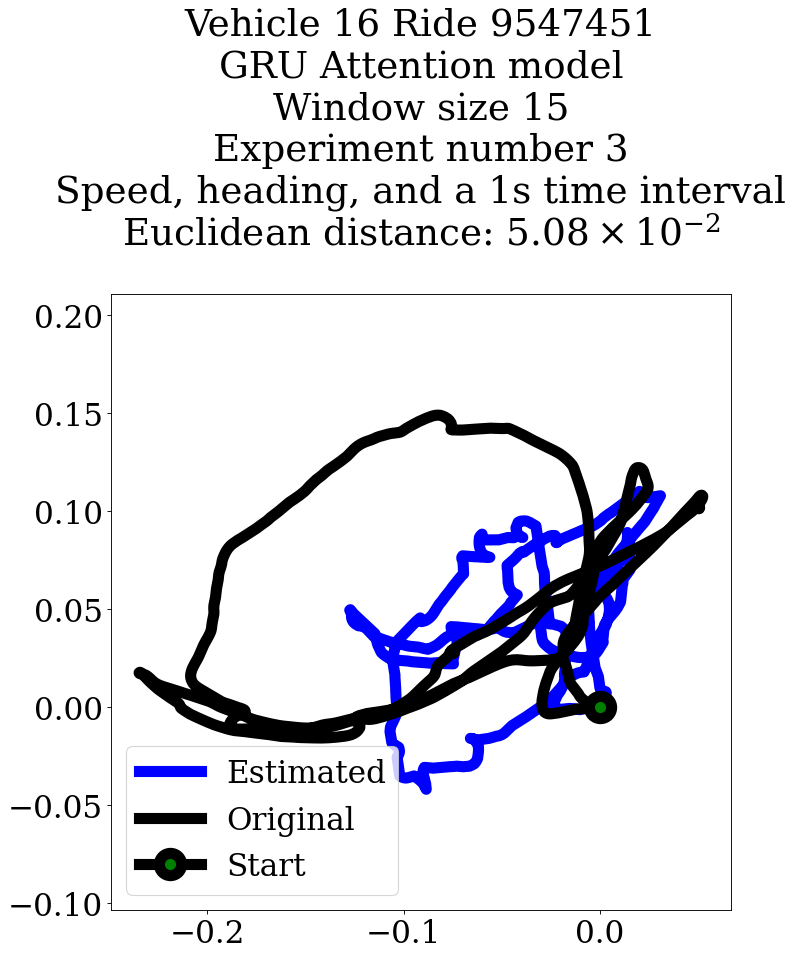 Vehicle 16 Ride 9547451
GRU Attention model
Window size 15
Experiment number 3
Speed, heading, and a 1s time interval
Euclidean distance: 5.08 × 10⁻²
0.20
0.15
0.10
0.05
0.00
−0.05
−0.10
Estimated
Original
Start
−0.2
−0.1
0.0